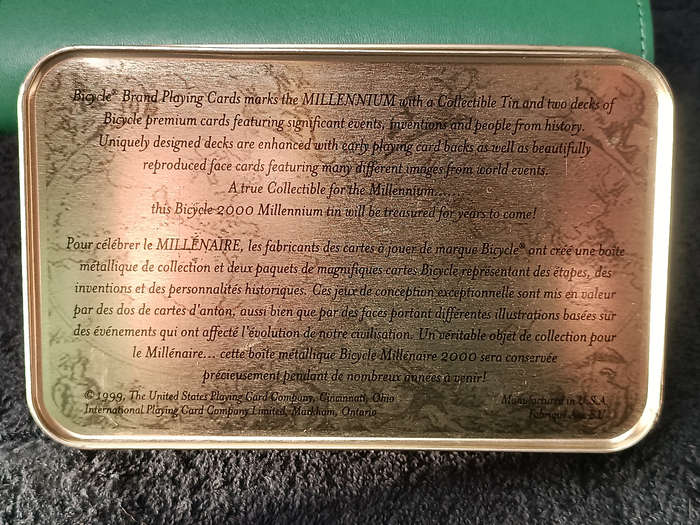 Bicycle® Brand Playing Cards marks the MILLENNIUM with a Collectible Tin and two decks of
Bicycle premium cards featuring significant events, inventions and people from history.
Uniquely designed decks are enhanced with early playing card backs as well as beautifully
reproduced face cards featuring many different images from world events.
A true Collectible for the Millennium.......
this Bicycle 2000 Millennium tin will be treasured for years to come!
Pour célébrer le MILLÉNAIRE, les fabricants des cartes à jouer de marque Bicycle® ont créé une boîte
métallique de collection et deux paquets de magnifiques cartes Bicycle représentant des étapes, des
inventions et des personnalités historiques. Ces jeux de conception exceptionnelle sont mis en valeur
par des dos de cartes d'antan, aussi bien que par des faces portant différentes illustrations basées sur
des événements qui ont affecté l'évolution de notre civilisation. Un véritable objet de collection pour
le Millénaire... cette boîte métallique Bicycle Millénaire 2000 sera conservée
précieusement pendant de nombreux années à venir!
© 1999, The United States Playing Card Company, Cincinnati, Ohio
Manufactured in U.S.A.
International Playing Card Company Limited, Markham, Ontario
Fabriqué Aux É.U.